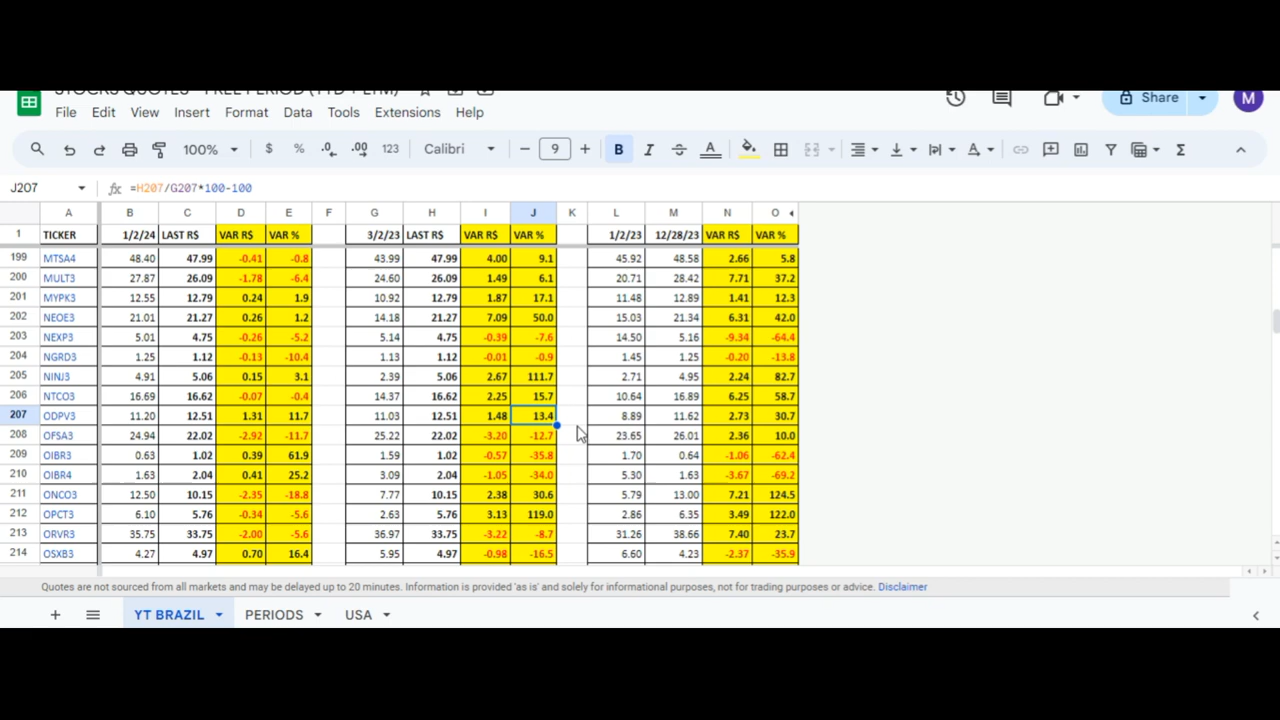 STOCKS QUOTES - FREE PERIOD (YTD + LTM)
File Edit View Insert Format Data Tools Extensions Help
Share M
100% $ % .0 .00 123 Calibri - 9 + B I A Σ
J207 fx =H207/G207*100-100
A B C D E F G H I J K L M N O
1 TICKER 1/2/24 LAST R$ VAR R$ VAR % 3/2/23 LAST R$ VAR R$ VAR % 1/2/23 12/28/23 VAR R$ VAR %
199 MTSA4 48.40 47.99 -0.41 -0.8 43.99 47.99 4.00 9.1 45.92 48.58 2.66 5.8
200 MULT3 27.87 26.09 -1.78 -6.4 24.60 26.09 1.49 6.1 20.71 28.42 7.71 37.2
201 MYPK3 12.55 12.79 0.24 1.9 10.92 12.79 1.87 17.1 11.48 12.89 1.41 12.3
202 NEOE3 21.01 21.27 0.26 1.2 14.18 21.27 7.09 50.0 15.03 21.34 6.31 42.0
203 NEXP3 5.01 4.75 -0.26 -5.2 5.14 4.75 -0.39 -7.6 14.50 5.16 -9.34 -64.4
204 NGRD3 1.25 1.12 -0.13 -10.4 1.13 1.12 -0.01 -0.9 1.45 1.25 -0.20 -13.8
205 NINJ3 4.91 5.06 0.15 3.1 2.39 5.06 2.67 111.7 2.71 4.95 2.24 82.7
206 NTCO3 16.69 16.62 -0.07 -0.4 14.37 16.62 2.25 15.7 10.64 16.89 6.25 58.7
207 ODPV3 11.20 12.51 1.31 11.7 11.03 12.51 1.48 13.4 8.89 11.62 2.73 30.7
208 OFSA3 24.94 22.02 -2.92 -11.7 25.22 22.02 -3.20 -12.7 23.65 26.01 2.36 10.0
209 OIBR3 0.63 1.02 0.39 61.9 1.59 1.02 -0.57 -35.8 1.70 0.64 -1.06 -62.4
210 OIBR4 1.63 2.04 0.41 25.2 3.09 2.04 -1.05 -34.0 5.30 1.63 -3.67 -69.2
211 ONCO3 12.50 10.15 -2.35 -18.8 7.77 10.15 2.38 30.6 5.79 13.00 7.21 124.5
212 OPCT3 6.10 5.76 -0.34 -5.6 2.63 5.76 3.13 119.0 2.86 6.35 3.49 122.0
213 ORVR3 35.75 33.75 -2.00 -5.6 36.97 33.75 -3.22 -8.7 31.26 38.66 7.40 23.7
214 OSXB3 4.27 4.97 0.70 16.4 5.95 4.97 -0.98 -16.5 6.60 4.23 -2.37 -35.9
Quotes are not sourced from all markets and may be delayed up to 20 minutes. Information is provided 'as is' and solely for informational purposes, not for trading purposes or advice. Disclaimer
YT BRAZIL PERIODS USA